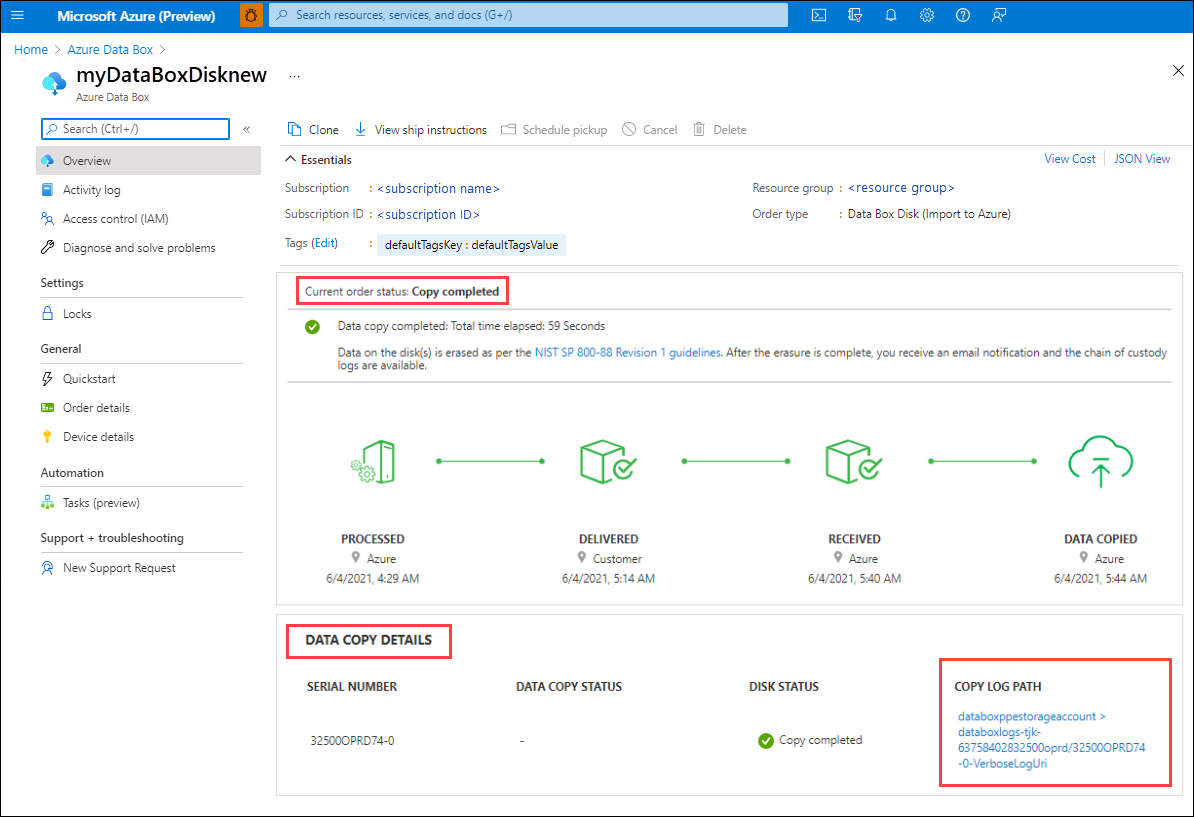 Microsoft Azure (Preview)
Search resources, services, and docs (G+/)
Home > Azure Data Box >
myDataBoxDisknew ...
Azure Data Box
Search (Ctrl+/)
«
Overview
Activity log
Access control (IAM)
Diagnose and solve problems
Settings
Locks
General
Quickstart
Order details
Device details
Automation
Tasks (preview)
Support + troubleshooting
New Support Request
Clone View ship instructions Schedule pickup Cancel Delete
Essentials
View Cost JSON View
Subscription : <subscription name>
Resource group : <resource group>
Subscription ID : <subscription ID>
Order type : Data Box Disk (Import to Azure)
Tags (Edit) : defaultTagsKey : defaultTagsValue
Current order status: Copy completed
Data copy completed: Total time elapsed: 59 Seconds
Data on the disk(s) is erased as per the NIST SP 800-88 Revision 1 guidelines. After the erasure is complete, you receive an email notification and the chain of custody
logs are available.
PROCESSED DELIVERED RECEIVED DATA COPIED
Azure Customer Azure Azure
6/4/2021, 4:29 AM 6/4/2021, 5:14 AM 6/4/2021, 5:40 AM 6/4/2021, 5:44 AM
DATA COPY DETAILS
SERIAL NUMBER DATA COPY STATUS DISK STATUS COPY LOG PATH
32500OPRD74-0 - Copy completed
databoxppestorageaccount >
databoxlogs-tjk-
63758402832500oprd/32500OPRD74
-0-VerboseLogUri